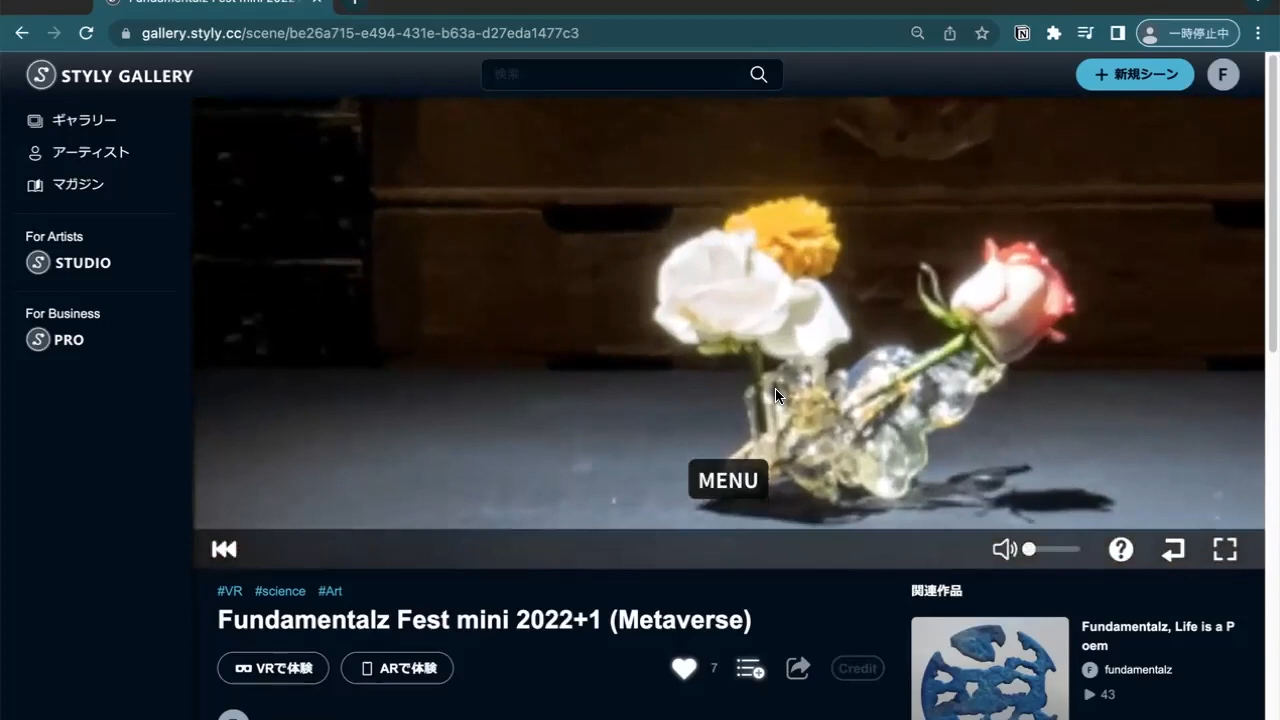 Fundamentalz Fest mini 2022
gallery.styly.cc/scene/be26a715-e494-431e-b63a-d27eda1477c3
一時停止中
STYLY GALLERY
検索
+ 新規シーン
F
ギャラリー
アーティスト
マガジン
For Artists
STUDIO
For Business
PRO
MENU
#VR #science #Art
Fundamentalz Fest mini 2022+1 (Metaverse)
VRで体験
ARで体験
7
Credit
関連作品
Fundamentalz, Life is a P
oem
F fundamentalz
43